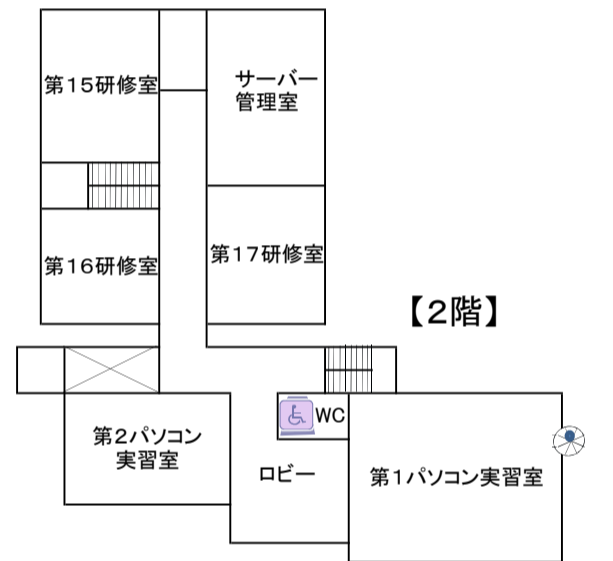 第１５研修室
サーバー
管理室
第１６研修室
第１７研修室
【２階】
WC
第２パソコン
実習室
ロビー
第１パソコン実習室